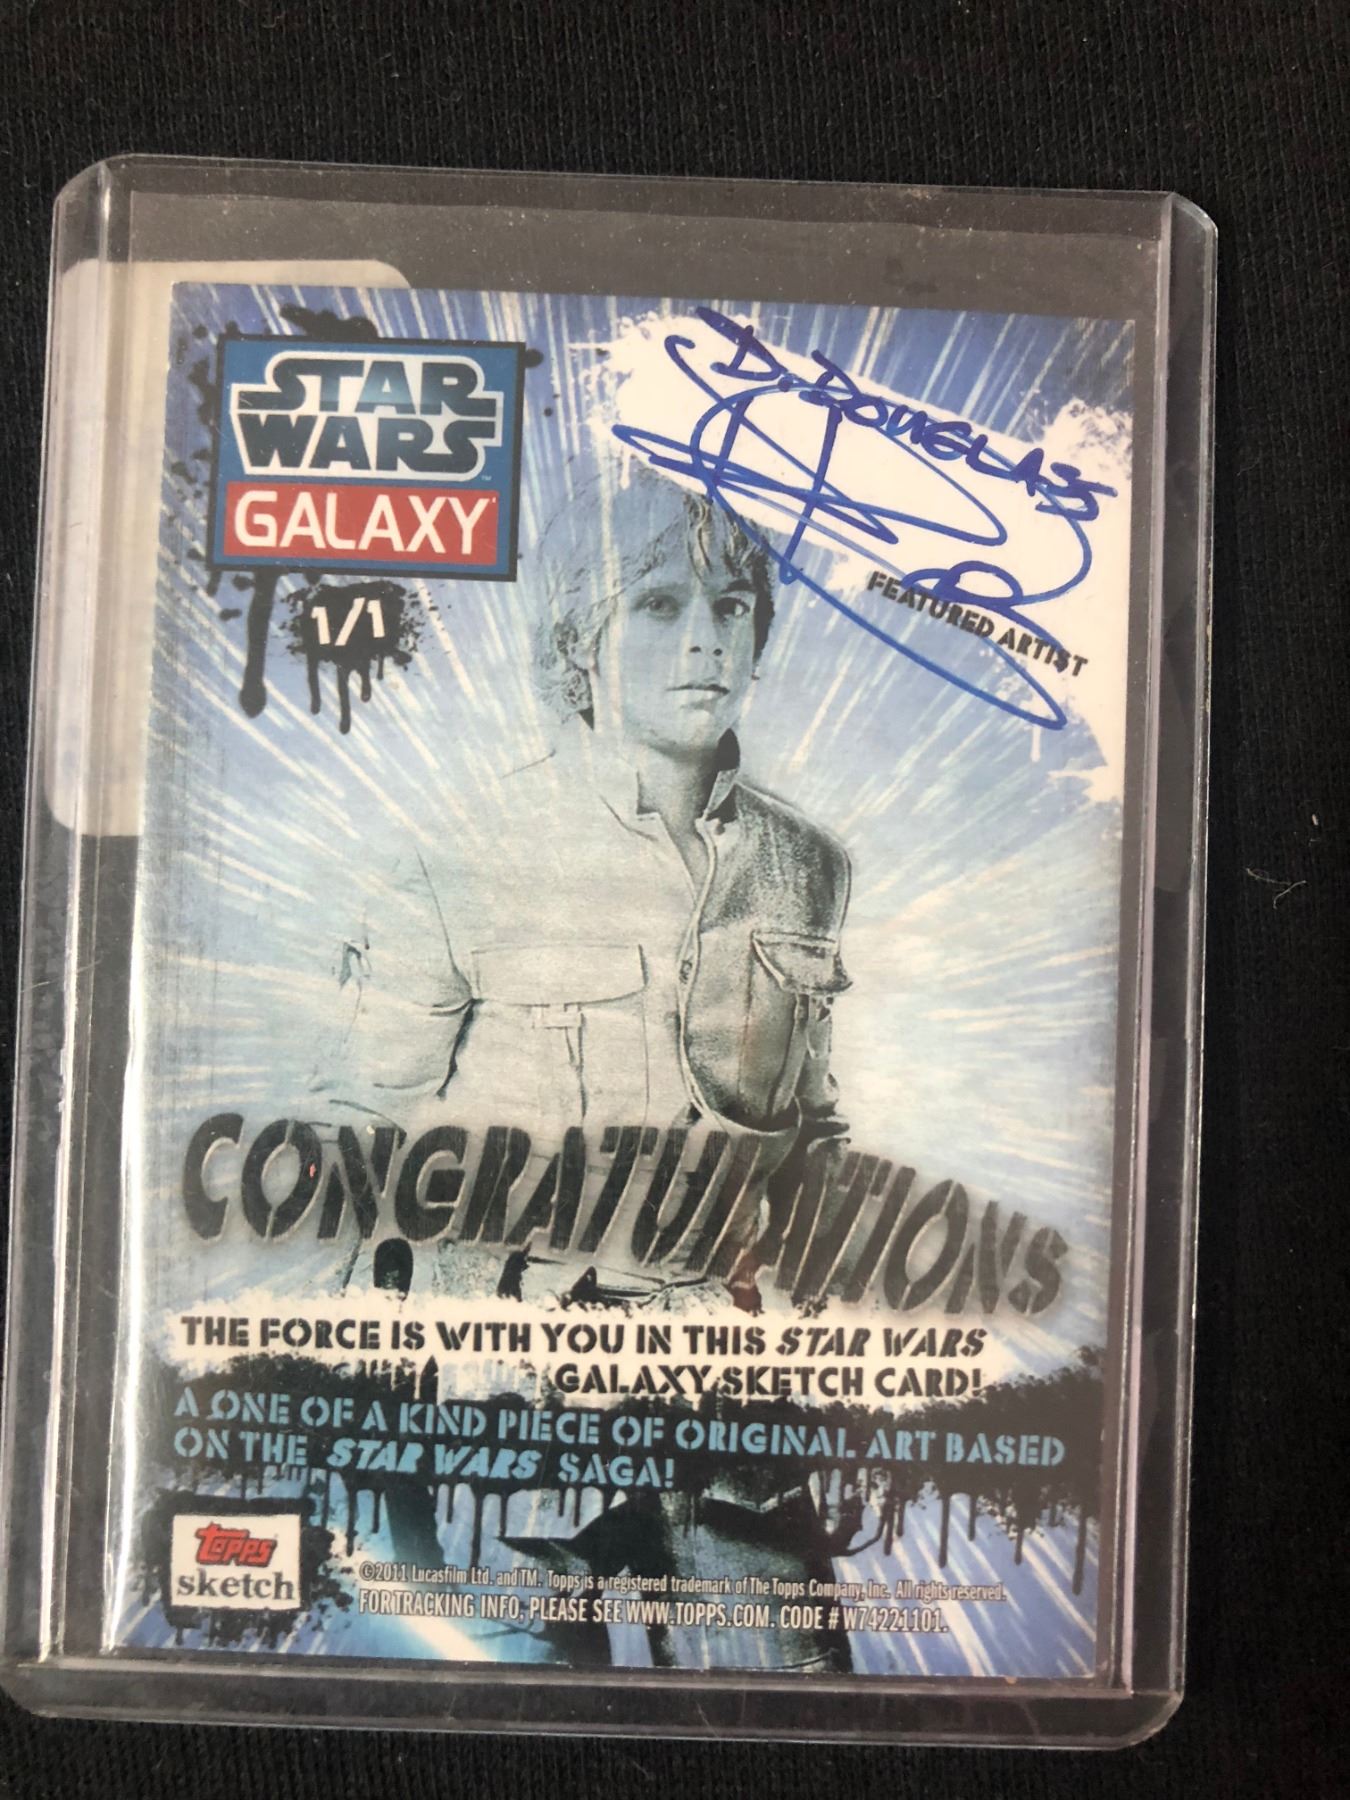 STAR
WARS
GALAXY
1/1
D. DOUGLAS
FEATURED ARTIST
CONGRATULATIONS
THE FORCE IS WITH YOU IN THIS STAR WARS
GALAXY SKETCH CARD!
A ONE OF A KIND PIECE OF ORIGINAL ART BASED
ON THE STAR WARS SAGA!
topps
sketch
©2011 Lucasfilm Ltd. and TM. Topps is a registered trademark of The Topps Company, Inc. All rights reserved.
FOR TRACKING INFO, PLEASE SEE WWW.TOPPS.COM. CODE # W74221101.